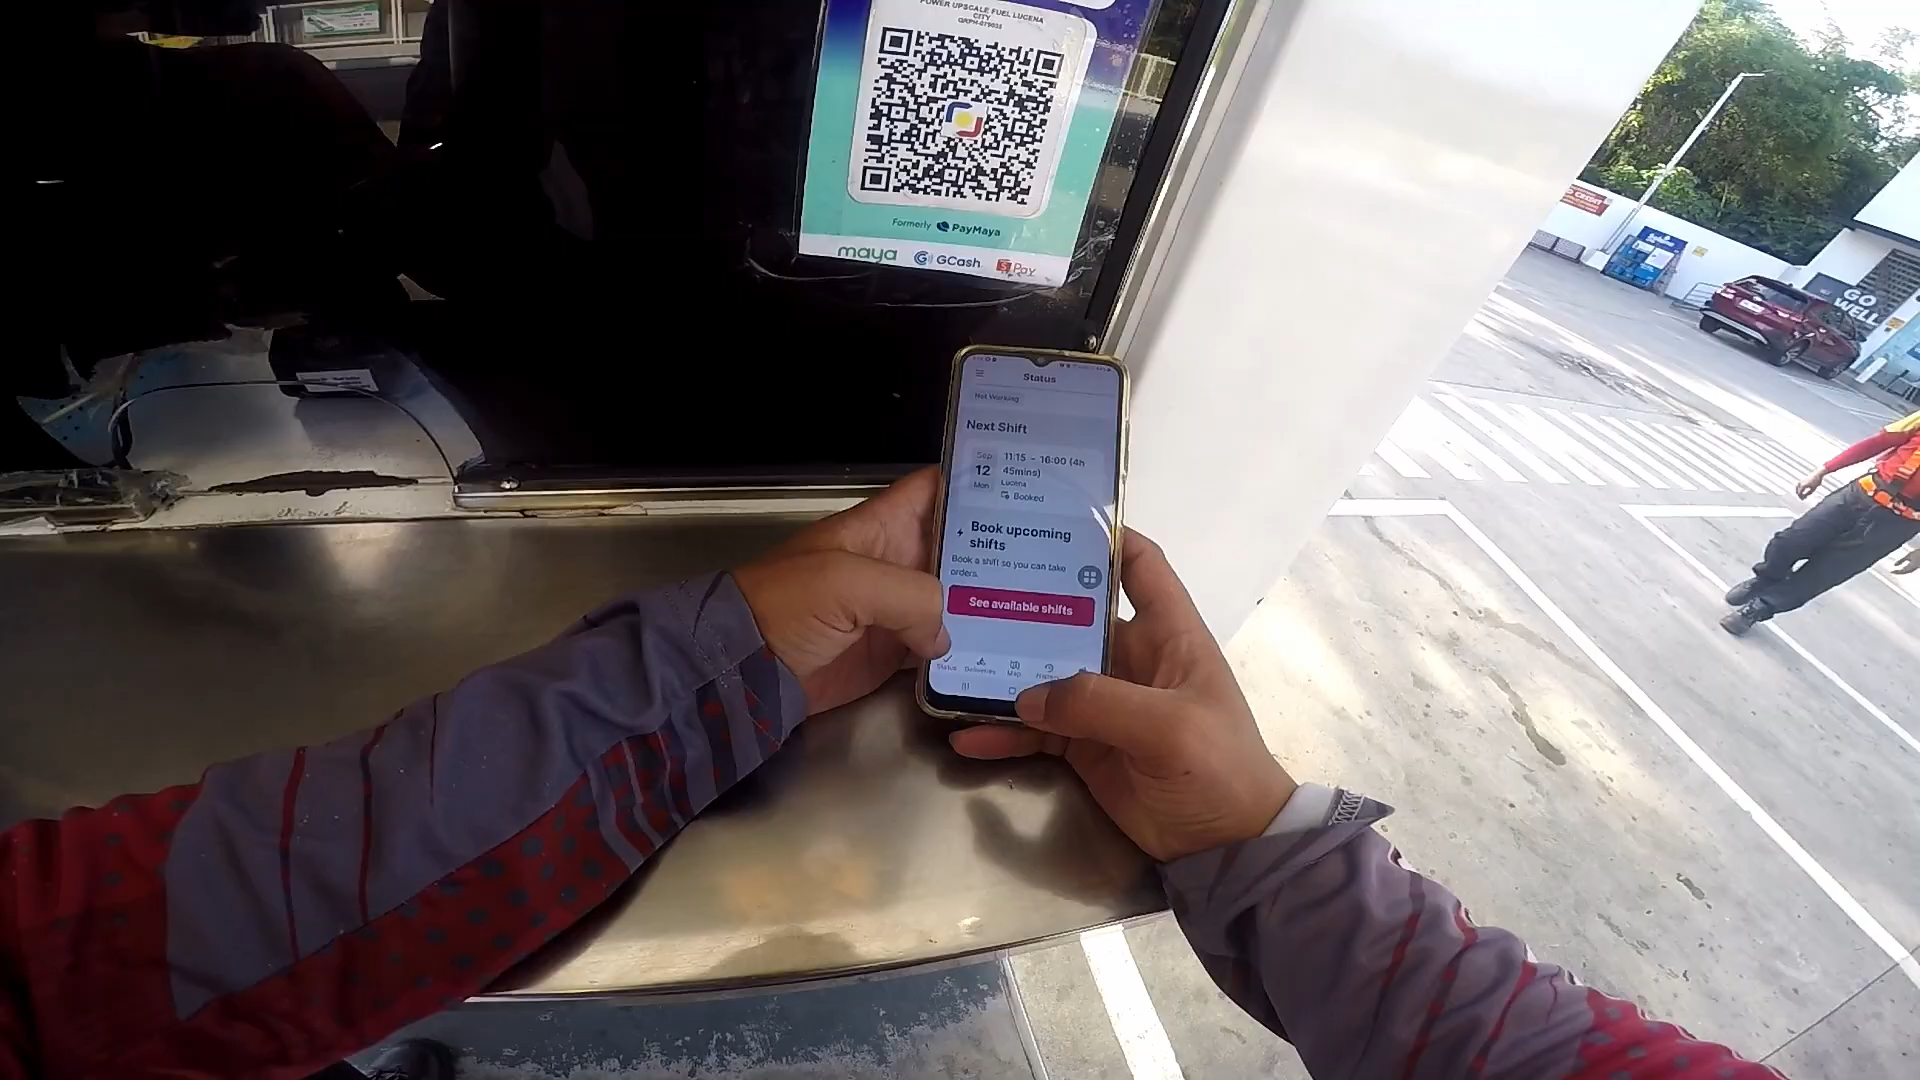 POWER UPSCALE FUEL LUCENA
CITY
Formerly PayMaya
maya GCash Pay
Status
Not Working
Next Shift
Sep
12
Mon
11:15 - 16:00 (4h
45mins)
Lucena
Booked
Book upcoming
shifts
Book a shift so you can take
orders.
See available shifts
Status Deliveries Map
GO
WELL